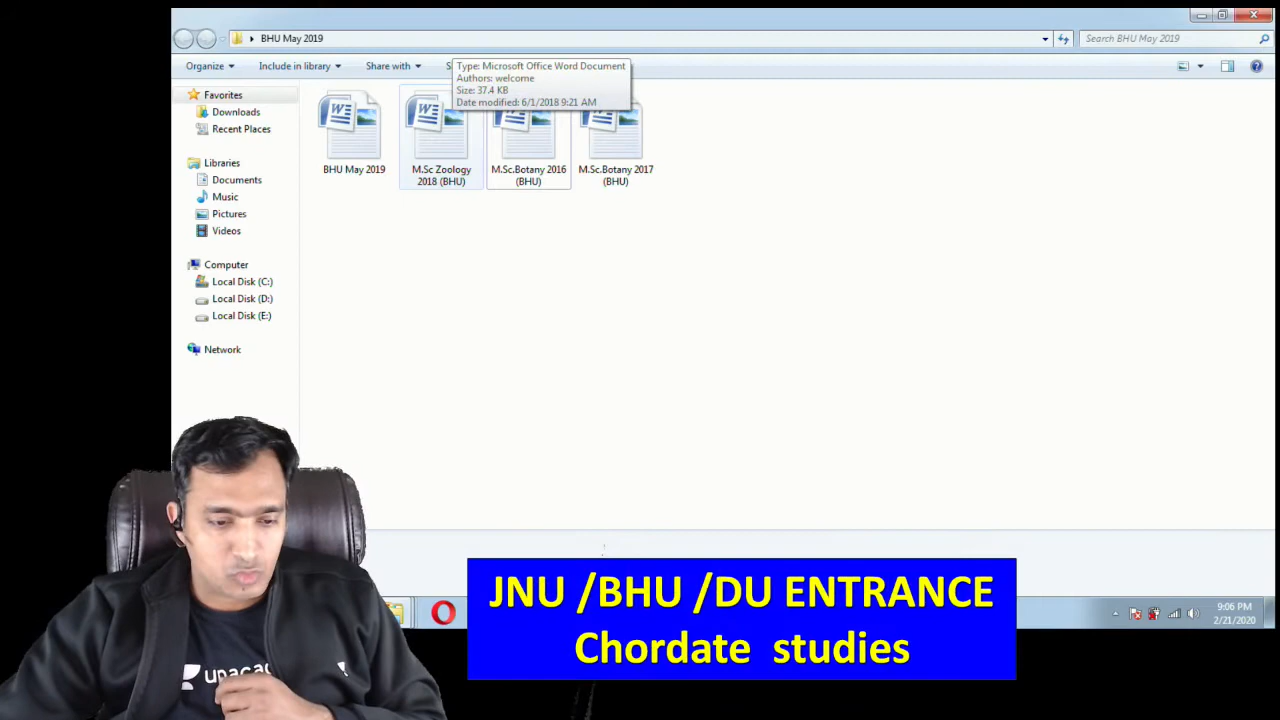 BHU May 2019
Search BHU May 2019
Organize
Include in library
Share with
Type: Microsoft Office Word Document
Authors: welcome
Size: 37.4 KB
Date modified: 6/1/2018 9:21 AM
Favorites
Downloads
Recent Places
Libraries
Documents
Music
Pictures
Videos
Computer
Local Disk (C:)
Local Disk (D:)
Local Disk (E:)
Network
BHU May 2019
M.Sc Zoology
2018 (BHU)
M.Sc.Botany 2016
(BHU)
M.Sc.Botany 2017
(BHU)
JNU /BHU /DU ENTRANCE
Chordate studies
9:06 PM
2/21/2020